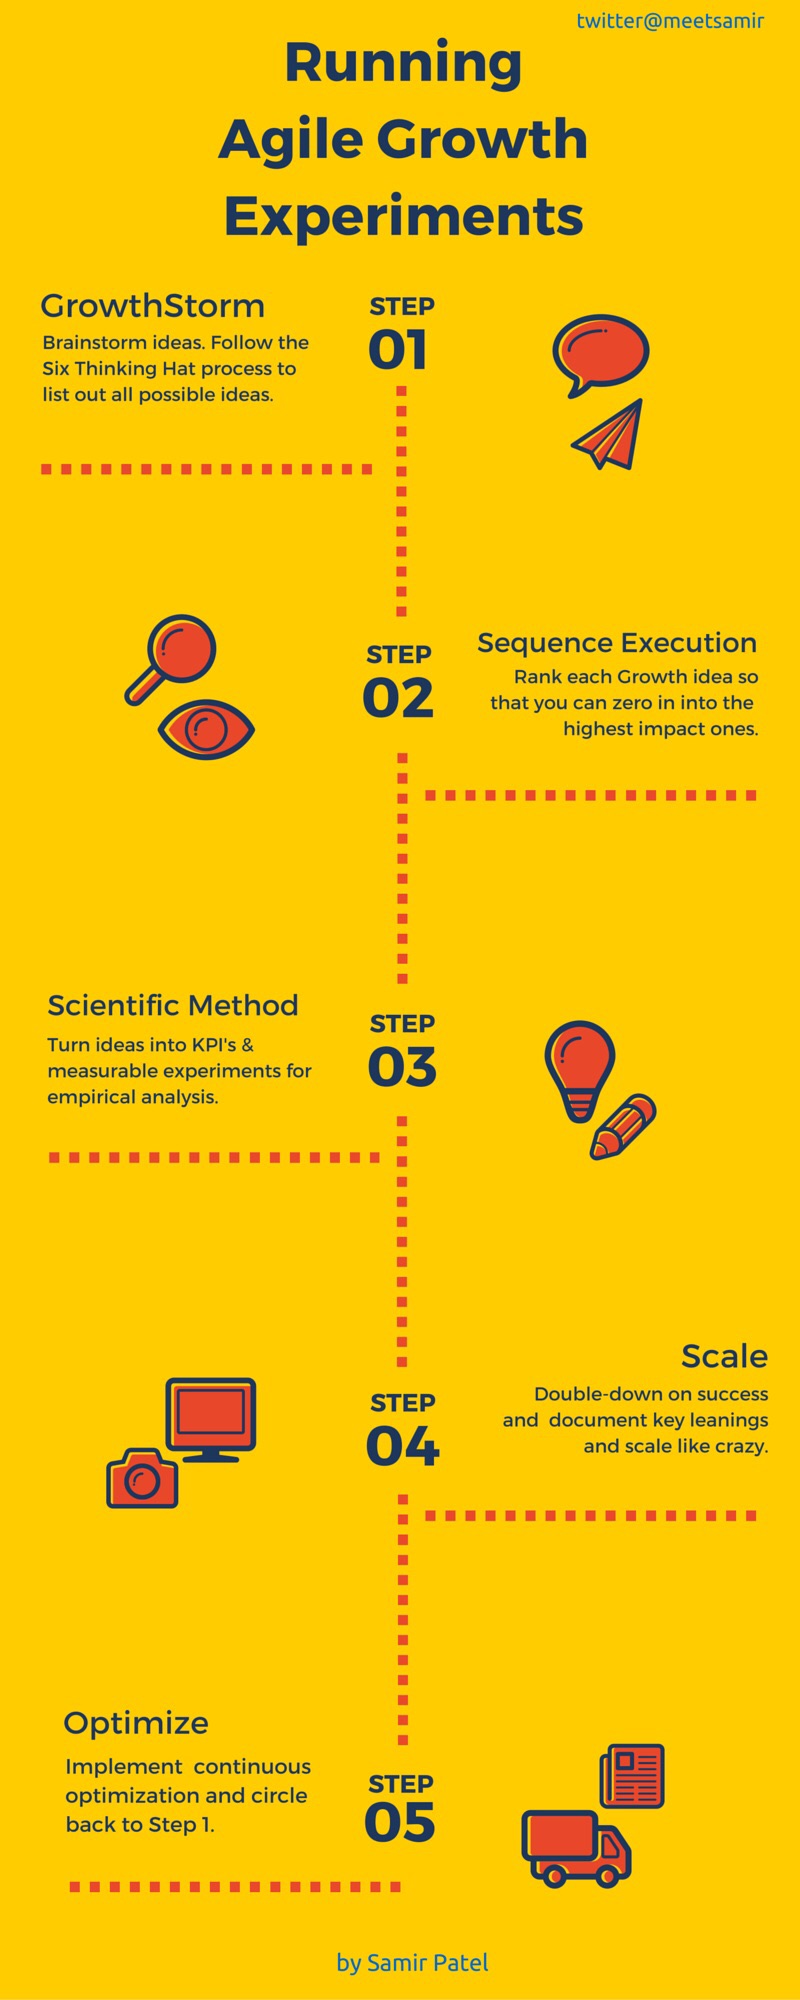 twitter@meetsamir
Running
Agile Growth
Experiments
GrowthStorm
Brainstorm ideas. Follow the
Six Thinking Hat process to
list out all possible ideas.
STEP
01
STEP
02
Sequence Execution
Rank each Growth idea so
that you can zero in into the
highest impact ones.
Scientific Method
Turn ideas into KPI's &
measurable experiments for
empirical analysis.
STEP
03
STEP
04
Scale
Double-down on success
and document key leanings
and scale like crazy.
Optimize
Implement continuous
optimization and circle
back to Step 1.
STEP
05
by Samir Patel